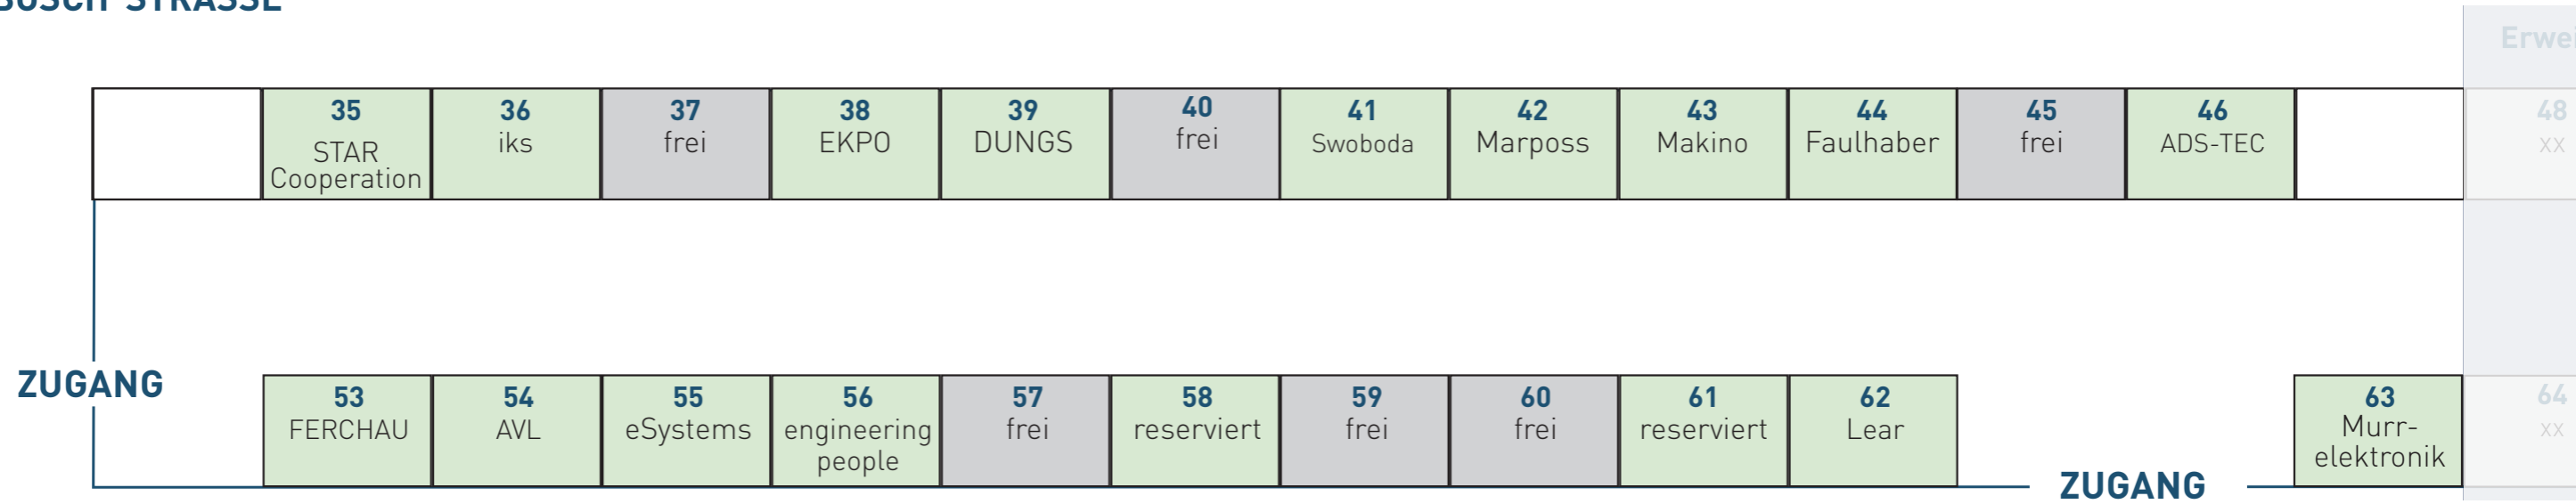 STRASSE
Erwei
35 36 37 38 39 40 41 42 43 44 45 46 48
STAR Cooperation iks frei EKPO DUNGS frei Swoboda Marposs Makino Faulhaber frei ADS-TEC xx
ZUGANG
53 54 55 56 57 58 59 60 61 62 63 64
FERCHAU AVL eSystems engineering people frei reserviert frei frei reserviert Lear Murr-elektronik xx
ZUGANG